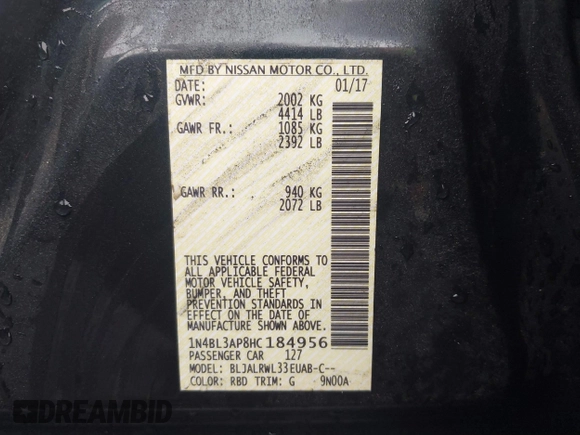 MFD BY NISSAN MOTOR CO., LTD.
DATE: 01/17
GVWR: 2002 KG
4414 LB
GAWR FR.: 1085 KG
2392 LB
GAWR RR.: 940 KG
2072 LB
THIS VEHICLE CONFORMS TO
ALL APPLICABLE FEDERAL
MOTOR VEHICLE SAFETY,
BUMPER, AND THEFT
PREVENTION STANDARDS IN
EFFECT ON THE DATE OF
MANUFACTURE SHOWN ABOVE.
1N4BL3AP8HC184956
PASSENGER CAR 127
MODEL: BLJALRWL33EUAB-C--
COLOR: RBD TRIM: G 9N00A
DREAMBID